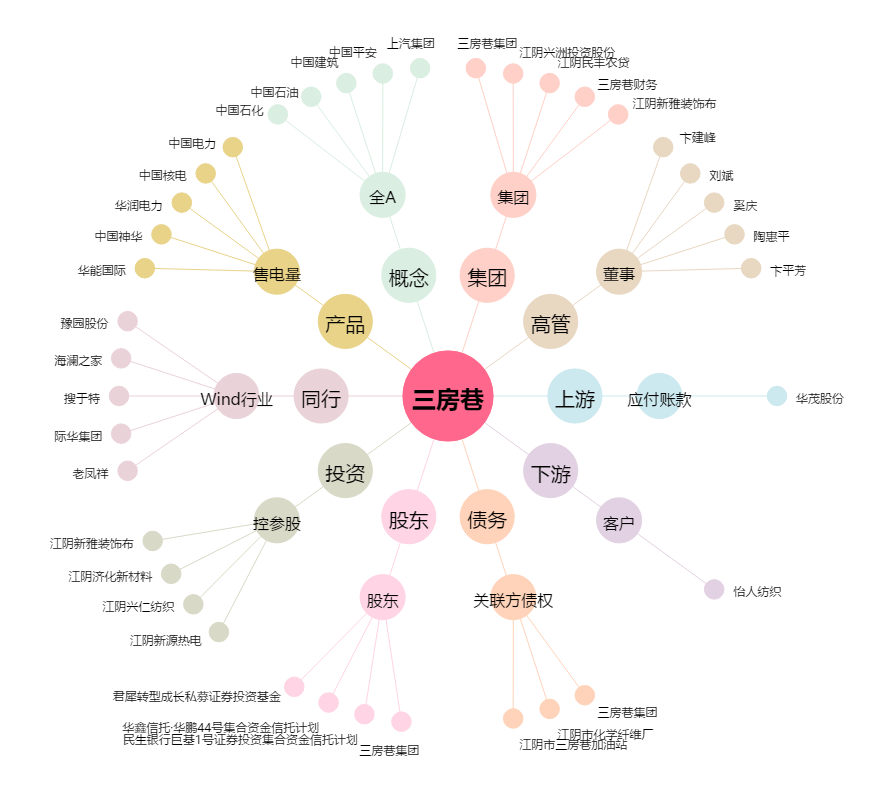 上汽集团
中国平安
中国建筑
中国石油
中国石化
全A
概念
三房巷集团
江阴兴洲投资股份
江阴民丰农贷
三房巷财务
江阴新雅装饰布
集团
集团
卞建峰
刘斌
奚庆
陶惠平
卞平芳
董事
高管
中国电力
中国核电
华润电力
中国神华
华能国际
售电量
产品
豫园股份
海澜之家
搜于特
际华集团
老凤祥
Wind行业
同行
三房巷
上游
应付账款
华茂股份
下游
客户
怡人纺织
投资
控参股
江阴新雅装饰布
江阴济化新材料
江阴兴仁纺织
江阴新源热电
股东
股东
君犀转型成长私募证券投资基金
华鑫信托·华鹏44号集合资金信托计划
民生银行巨基1号证券投资集合资金信托计划
三房巷集团
债务
关联方债权
三房巷集团
江阴市化学纤维厂
江阴市三房巷加油站